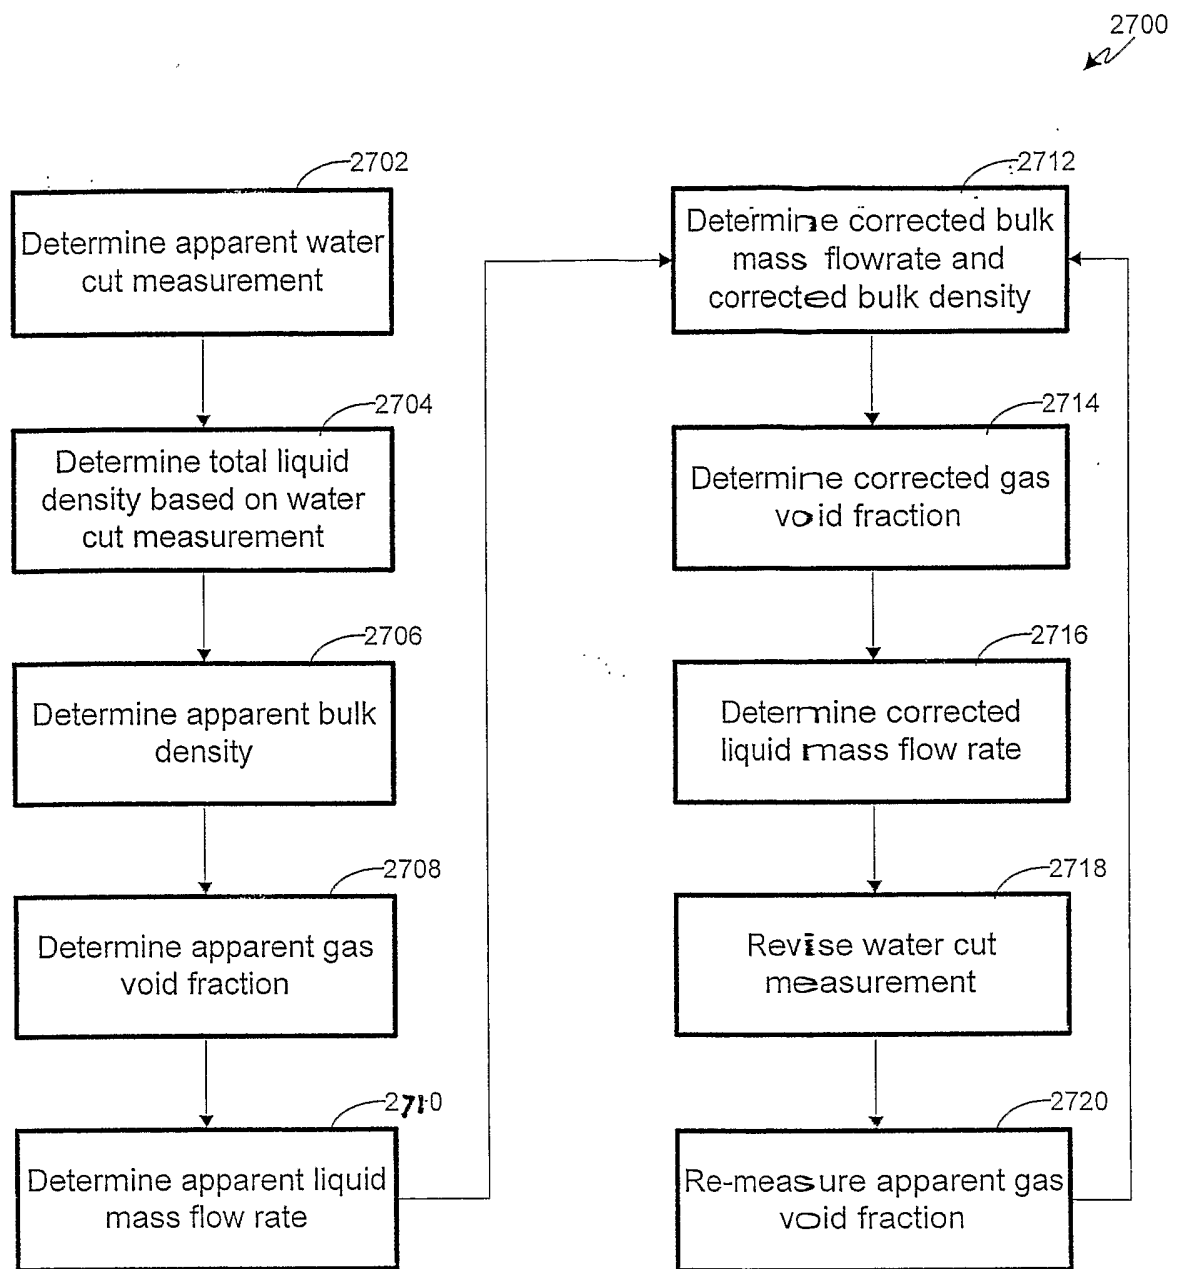 2700
2702
Determine apparent water
cut measurement
2704
Determine total liquid
density based on water
cut measurement
2706
Determine apparent bulk
density
2708
Determine apparent gas
void fraction
2710
Determine apparent liquid
mass flow rate
2712
Determine corrected bulk
mass flowrate and
corrected bulk density
2714
Determine corrected gas
void fraction
2716
Determine corrected
liquid mass flow rate
2718
Revise water cut
measurement
2720
Re-measure apparent gas
void fraction